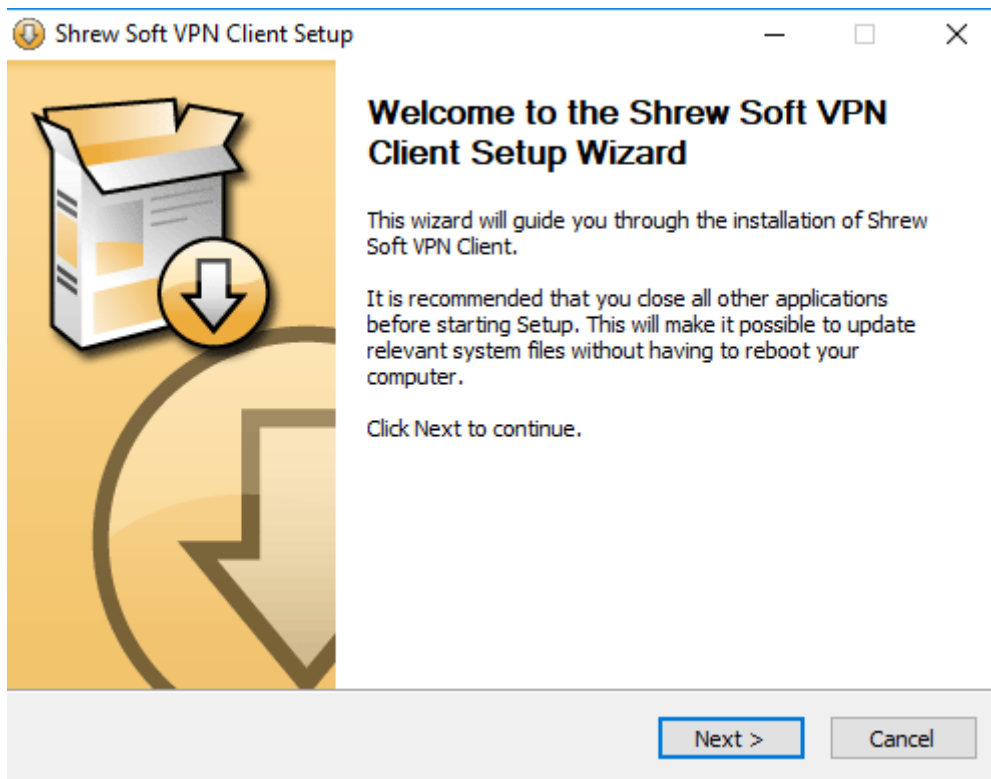 Shrew Soft VPN Client Setup
Welcome to the Shrew Soft VPN
Client Setup Wizard
This wizard will guide you through the installation of Shrew
Soft VPN Client.
It is recommended that you close all other applications
before starting Setup. This will make it possible to update
relevant system files without having to reboot your
computer.
Click Next to continue.
Next >
Cancel